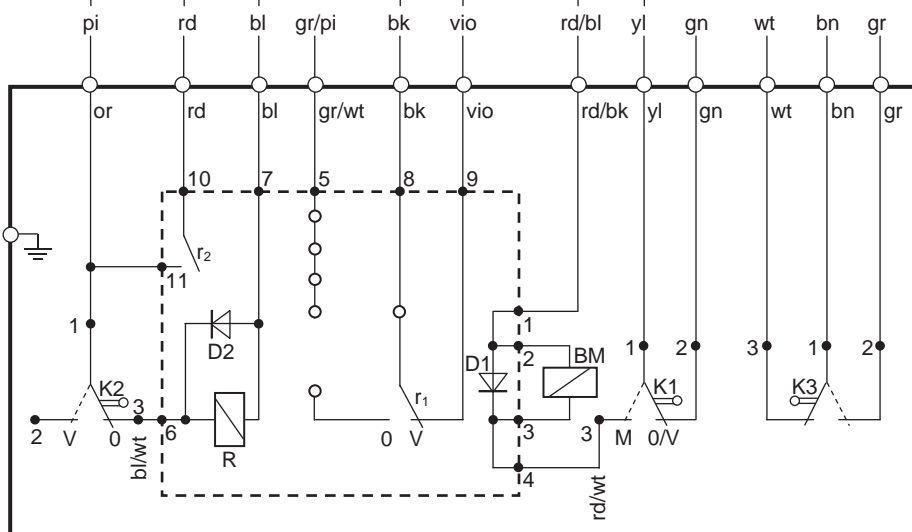 pi rd bl gr/pi bk vio rd/bl yl gn wt bn gr
or rd bl gr/wt bk vio rd/bk yl gn wt bn gr
10 7 5 8 9
r2
11
1 D2 1 2 D1 BM 1 2 3 1 2
K2 3 r1 K1 K3
2 V 0 6 R 0 V 3 3 M 0/V
bl/wt 4 rd/wt